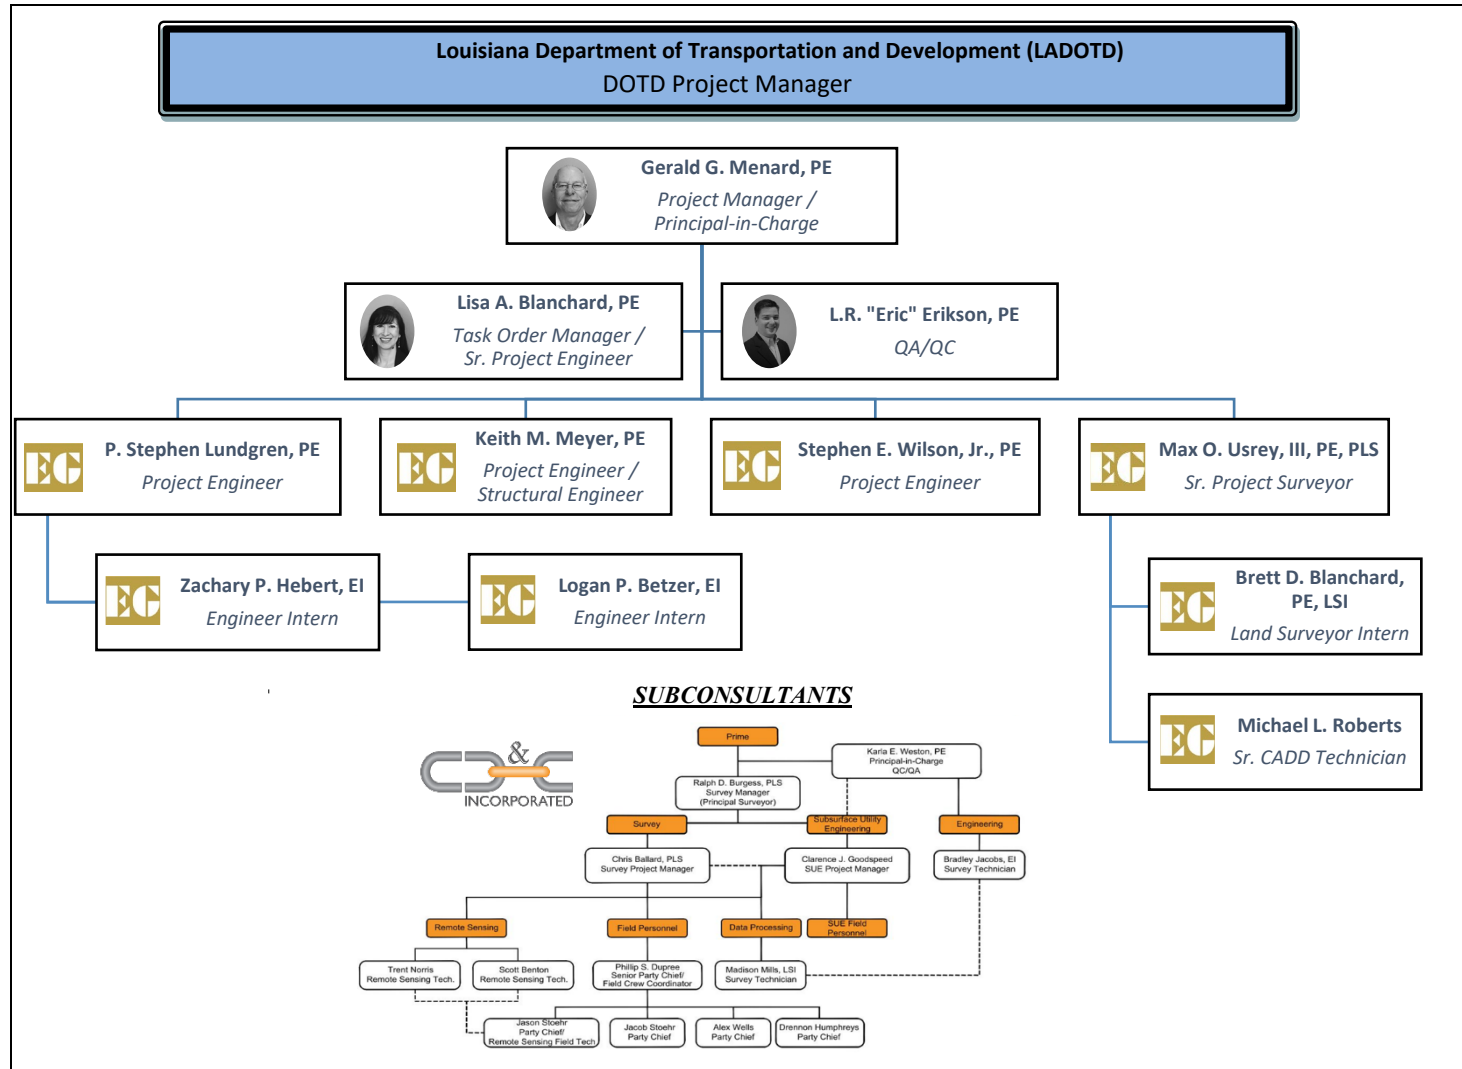 Louisiana Department of Transportation and Development (LADOTD)
DOTD Project Manager
Gerald G. Menard, PE
Project Manager /
Principal-in-Charge
Lisa A. Blanchard, PE
Task Order Manager /
Sr. Project Engineer
L.R. "Eric" Erikson, PE
QA/QC
EG
P. Stephen Lundgren, PE
Project Engineer
EG
Keith M. Meyer, PE
Project Engineer /
Structural Engineer
EG
Stephen E. Wilson, Jr., PE
Project Engineer
EG
Max O. Usrey, III, PE, PLS
Sr. Project Surveyor
EG
Zachary P. Hebert, EI
Engineer Intern
EG
Logan P. Betzer, EI
Engineer Intern
EG
Brett D. Blanchard,
PE, LSI
Land Surveyor Intern
EG
Michael L. Roberts
Sr. CADD Technician
SUBCONSULTANTS
C&C
INCORPORATED
Prime
Karla E. Weston, PE
Principal-in-Charge
QC/QA
Ralph D. Burgess, PLS
Survey Manager
(Principal Surveyor)
Survey
Subsurface Utility
Engineering
Engineering
Chris Ballard, PLS
Survey Project Manager
Clarence J. Goodspeed
SUE Project Manager
Bradley Jacobs, EI
Survey Technician
Remote Sensing
Field Personnel
Data Processing
SUE Field
Personnel
Trent Norris
Remote Sensing Tech.
Scott Benton
Remote Sensing Tech.
Phillip S. Dupree
Senior Party Chief/
Field Crew Coordinator
Madison Mills, LSI
Survey Technician
Jason Stoehr
Party Chief/
Remote Sensing Field Tech
Jacob Stoehr
Party Chief
Alex Wells
Party Chief
Drennon Humphreys
Party Chief